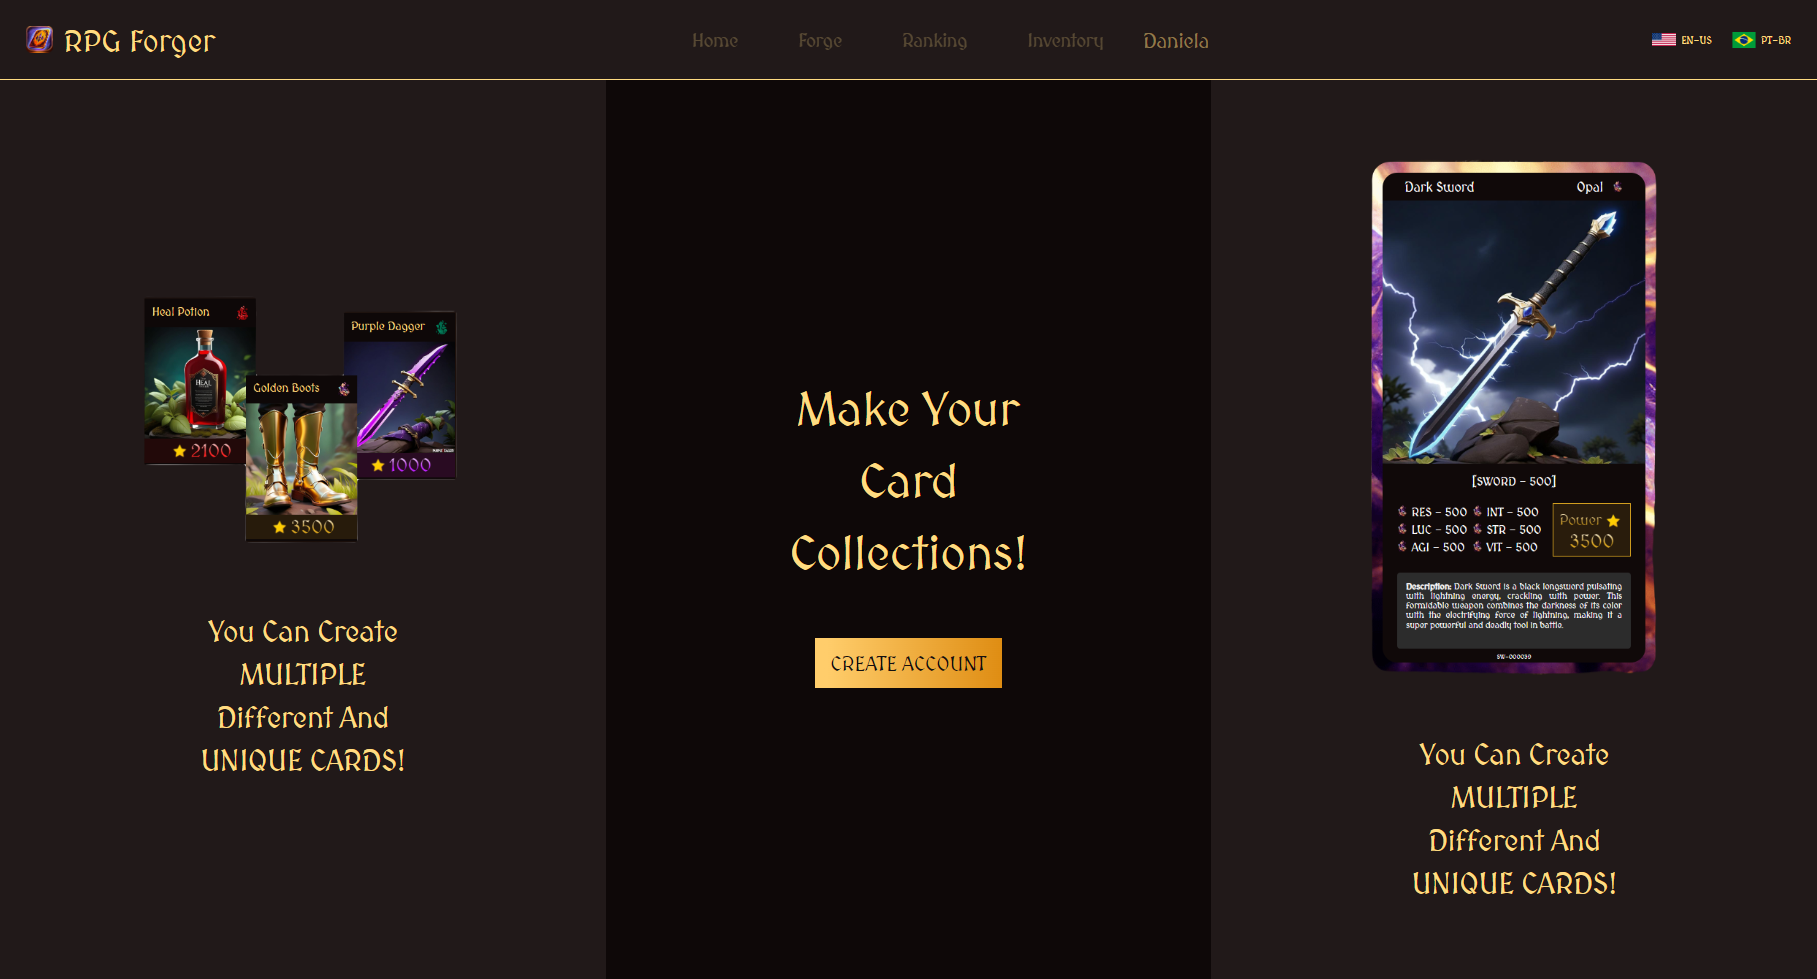 RPG Forger
Home
Forge
Ranking
Inventory
Daniela
EN-US
PT-BR
Heal Potion
HEAL
2100
Purple Dagger
1000
Golden Boots
3500
You Can Create
MULTIPLE
Different And
UNIQUE CARDS!
Make Your
Card
Collections!
CREATE ACCOUNT
Dark Sword
Opal
[SWORD - 500]
RES - 500
INT - 500
LUC - 500
STR - 500
AGI - 500
VIT - 500
Power
3500
Description: Dark Sword is a black longsword pulsating
with lightning energy, crackling with power. This
formidable weapon combines the darkness of its color
with the electrifying force of lightning, making it a
super powerful and deadly tool in battle.
SW-000039
You Can Create
MULTIPLE
Different And
UNIQUE CARDS!